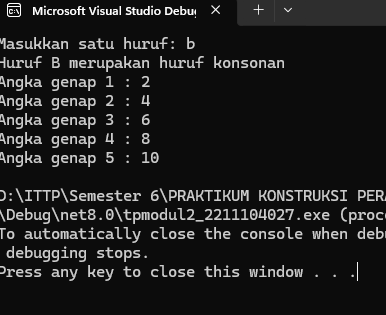 Microsoft Visual Studio Debu
Masukkan satu huruf: b
Huruf B merupakan huruf konsonan
Angka genap 1 : 2
Angka genap 2 : 4
Angka genap 3 : 6
Angka genap 4 : 8
Angka genap 5 : 10
D:\ITTP\Semester 6\PRAKTIKUM KONSTRUKSI PERA
\Debug\net8.0\tpmodul2_2211104027.exe (proc
To automatically close the console when debu
debugging stops.
Press any key to close this window . . .